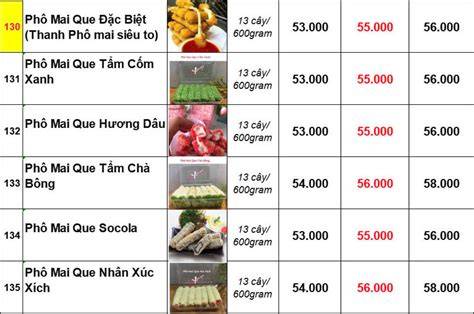 130 Phô Mai Que Đặc Biệt
(Thanh Phô mai siêu to) 13 cây/
600gram 53.000 55.000 56.000
131 Phô Mai Que Tẩm Cốm
Xanh 13 cây/
600gram 53.000 55.000 56.000
132 Phô Mai Que Hương Dâu 13 cây/
600gram 53.000 55.000 56.000
133 Phô Mai Que Tẩm Chà
Bông 13 cây/
600gram 54.000 56.000 58.000
134 Phô Mai Que Socola 13 cây/
600gram 53.000 55.000 56.000
135 Phô Mai Que Nhân Xúc
Xích 13 cây/
600gram 54.000 56.000 58.000